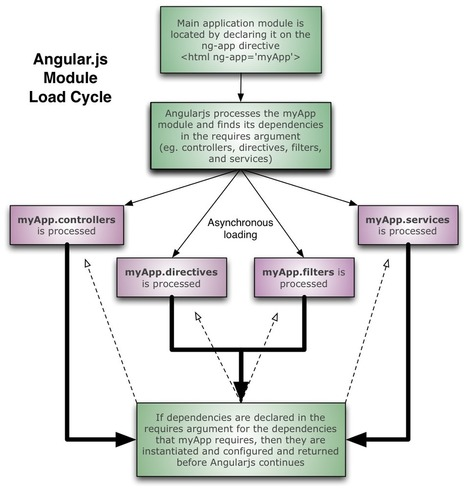 Main application module is
located by declaring it on the
ng-app directive
<html ng-app='myApp'>
Angular.js
Module
Load Cycle
Angularjs processes the myApp
module and finds its dependencies
in the requires argument
(eg. controllers, directives, filters,
and services)
myApp.controllers
is processed
Asynchronous
loading
myApp.services
is processed
myApp.directives
is processed
myApp.filters is
processed
If dependencies are declared in the
requires argument for the dependencies
that myApp requires, then they are
instantiated and configured and returned
before Angularjs continues